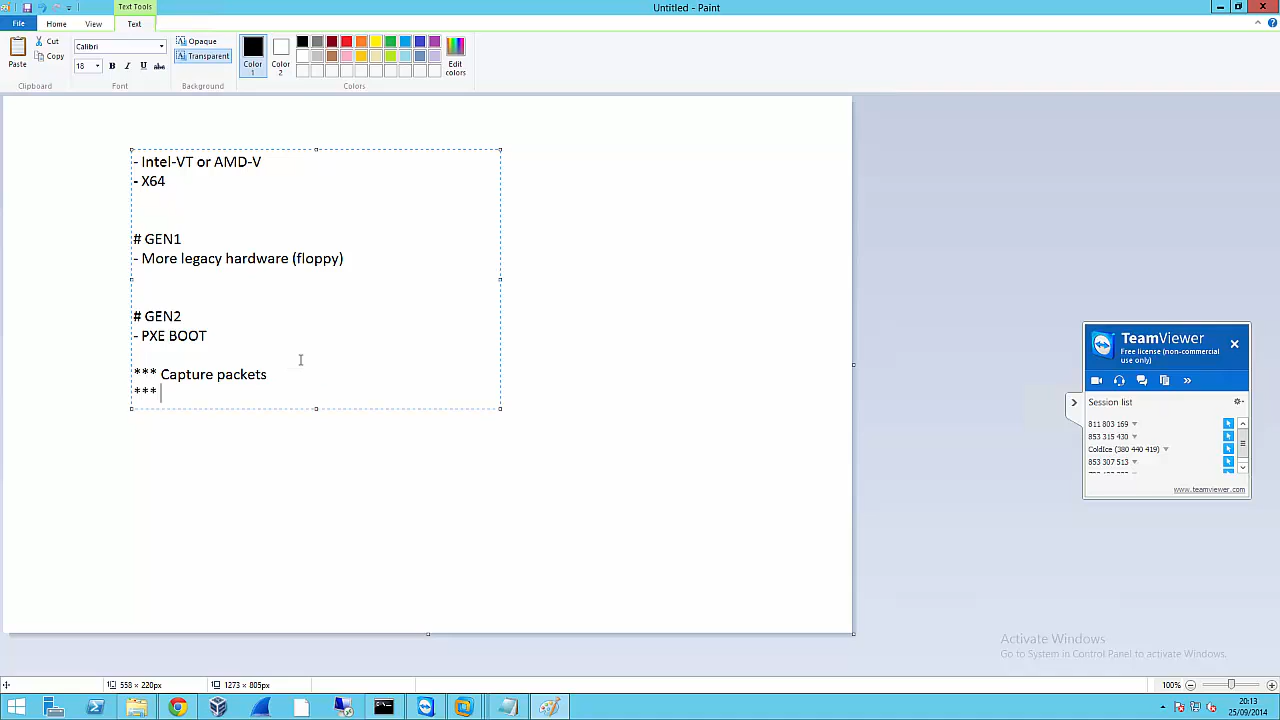 Text Tools
Untitled - Paint
File
Home
View
Text
Paste
Cut
Copy
Clipboard
Calibri
18
B I U abc
Font
Opaque
Transparent
Background
Color 1
Color 2
Edit colors
Colors
- Intel-VT or AMD-V
- X64
# GEN1
- More legacy hardware (floppy)
# GEN2
- PXE BOOT
*** Capture packets
***
TeamViewer
Free license (non-commercial use only)
Session list
811 803 169
853 315 430
ColdIce (380 440 419)
853 307 513
www.teamviewer.com
Activate Windows
Go to System in Control Panel to activate Windows.
558 × 220px
1273 × 805px
100%
20:13
25/09/2014